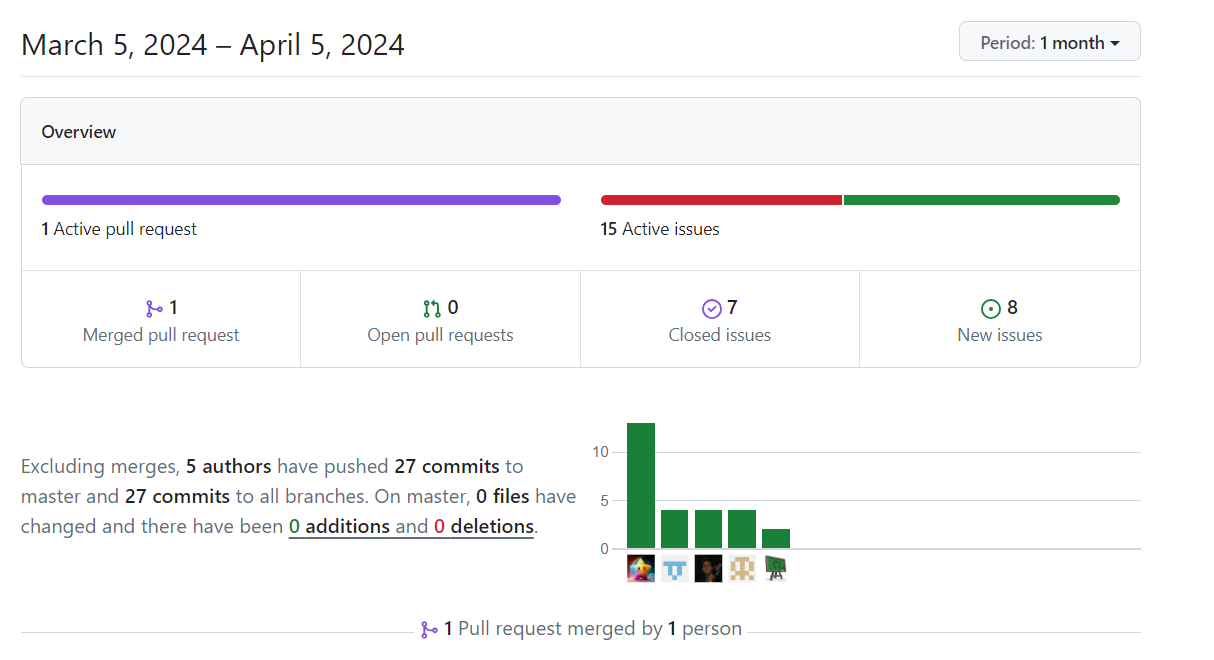 March 5, 2024 – April 5, 2024
Period: 1 month
Overview
1 Active pull request
15 Active issues
1
Merged pull request
0
Open pull requests
7
Closed issues
8
New issues
Excluding merges, 5 authors have pushed 27 commits to
master and 27 commits to all branches. On master, 0 files have
changed and there have been 0 additions and 0 deletions.
10
5
0
1 Pull request merged by 1 person